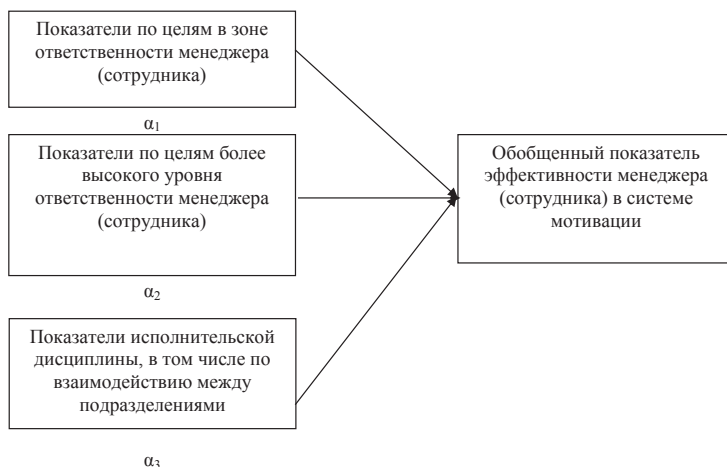 Показатели по целям в зоне
ответственности менеджера
(сотрудника)
α₁
Показатели по целям более
высокого уровня
ответственности менеджера
(сотрудника)
α₂
Показатели исполнительской
дисциплины, в том числе по
взаимодействию между
подразделениями
α₃
Обобщенный показатель
эффективности менеджера
(сотрудника) в системе
мотивации